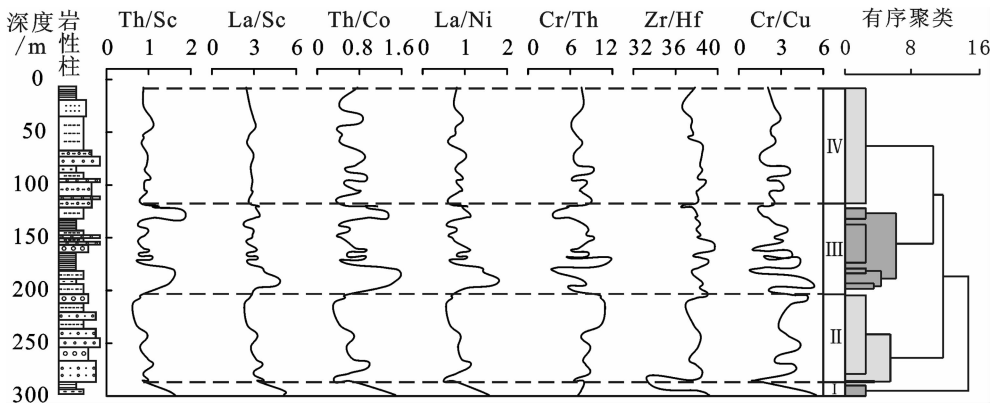 深度/m
岩性柱
Th/Sc
La/Sc
Th/Co
La/Ni
Cr/Th
Zr/Hf
Cr/Cu
有序聚类
0 1 2
0 3 6
0 0.8 1.6
0 1 2
0 6 12
32 36 40
0 3 6
0 8 16
0
50
100
150
200
250
300
IV
III
II
I